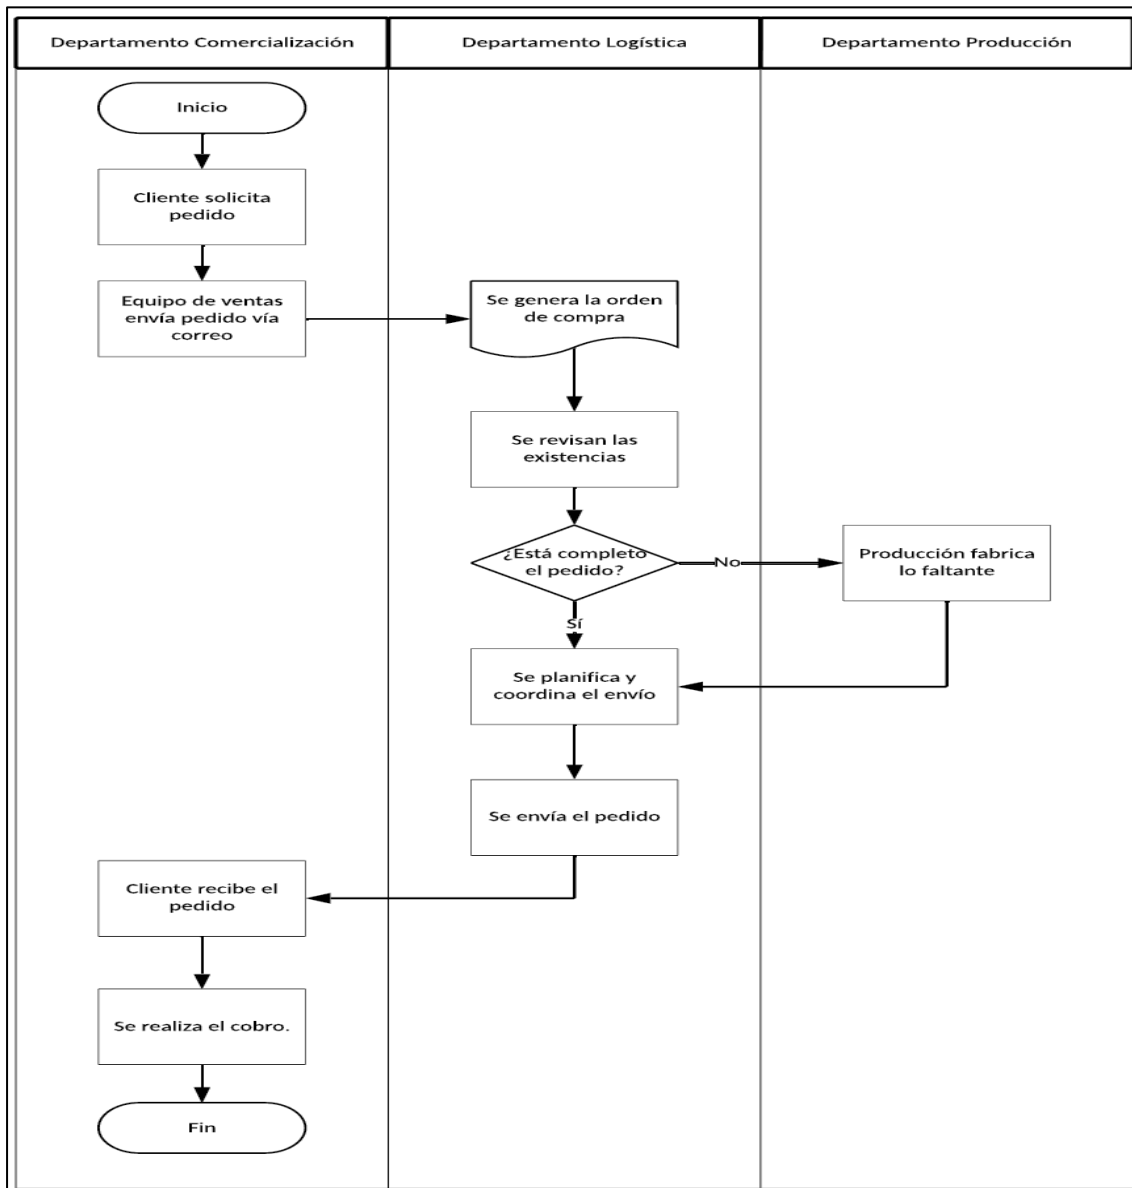 Departamento Comercialización
Departamento Logística
Departamento Producción
Inicio
Cliente solicita
pedido
Equipo de ventas
envía pedido vía
correo
Se genera la orden
de compra
Se revisan las
existencias
¿Está completo
el pedido?
No
Producción fabrica
lo faltante
Sí
Se planifica y
coordina el envío
Se envía el pedido
Cliente recibe el
pedido
Se realiza el cobro.
Fin